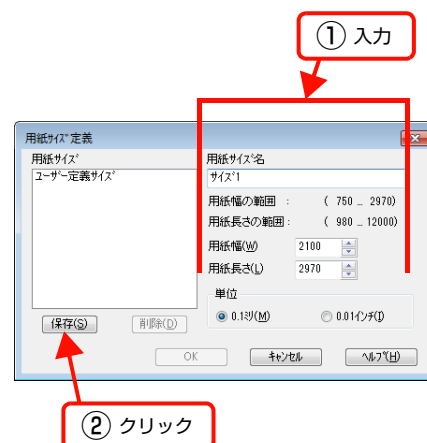 ① 入力
用紙ｻｲｽﾞ定義
用紙ｻｲｽﾞ
ﾕｰｻﾞｰ定義ｻｲｽﾞ
用紙ｻｲｽﾞ名
ｻｲｽﾞ1
用紙幅の範囲 : ( 750 .. 2970)
用紙長さの範囲 : ( 980 .. 12000)
用紙幅(W) 2100
用紙長さ(L) 2970
単位
0.1ﾐﾘ(M) 0.01ｲﾝﾁ(I)
保存(S) 削除(D)
OK ｷｬﾝｾﾙ ﾍﾙﾌﾟ(H)
② クリック